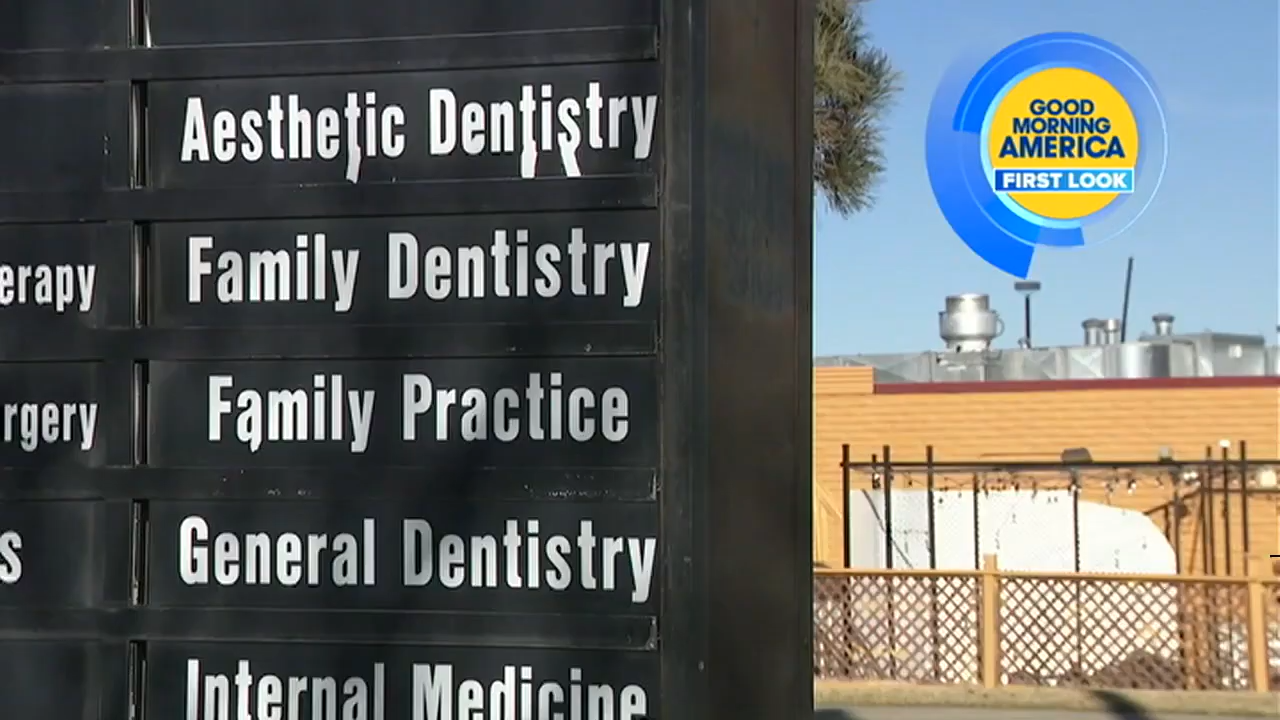 Aesthetic Dentistry
Family Dentistry
Family Practice
General Dentistry
Internal Medicine
erapy
rgery
s
GOOD
MORNING
AMERICA
FIRST LOOK